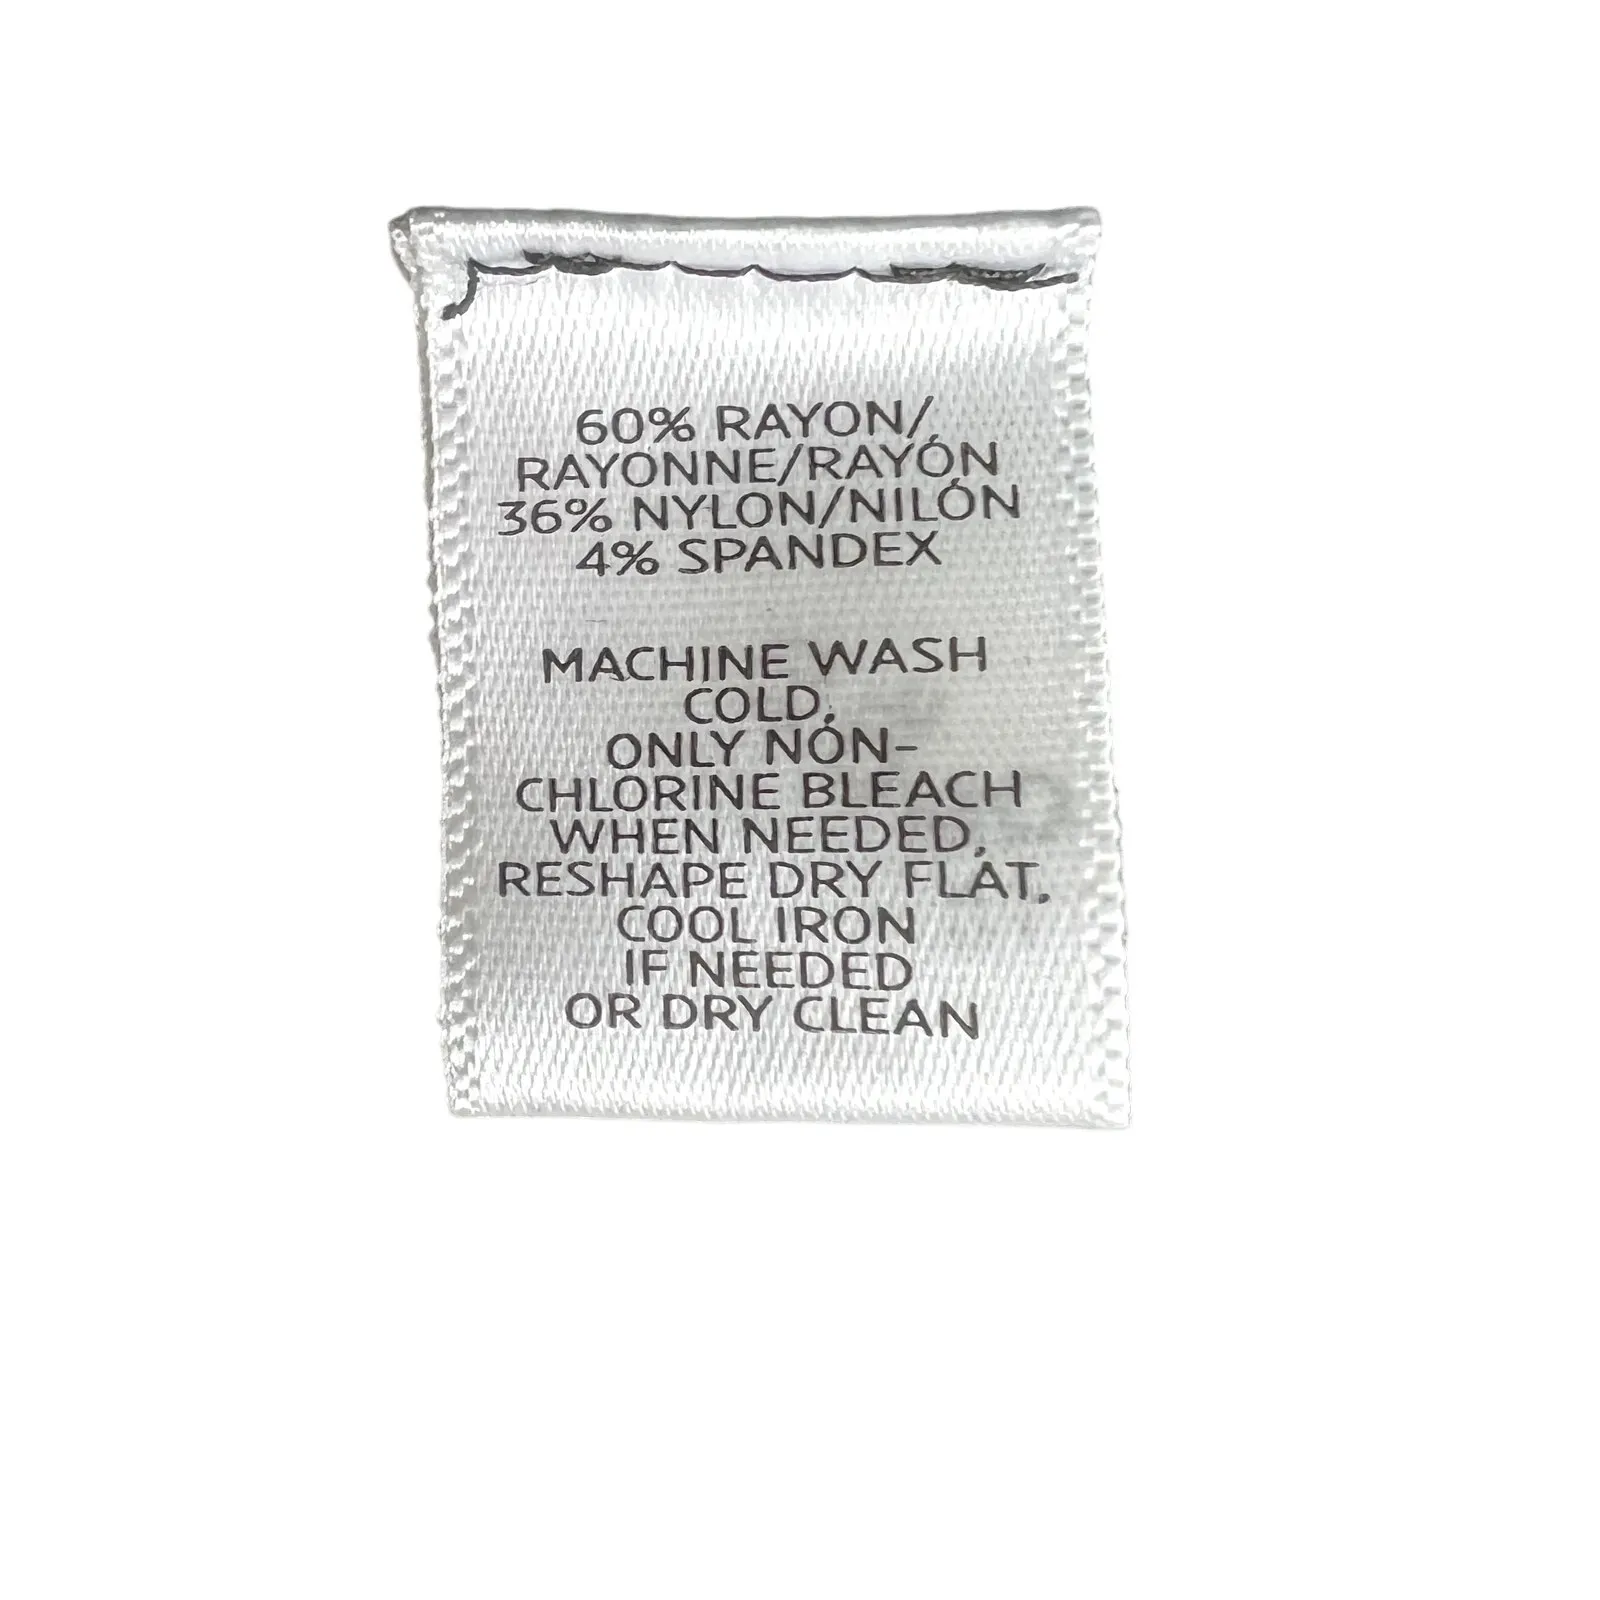 60% RAYON/
RAYONNE/RAYÓN
36% NYLON/NILÓN
4% SPANDEX
MACHINE WASH
COLD,
ONLY NON-
CHLORINE BLEACH
WHEN NEEDED,
RESHAPE DRY FLAT,
COOL IRON
IF NEEDED
OR DRY CLEAN